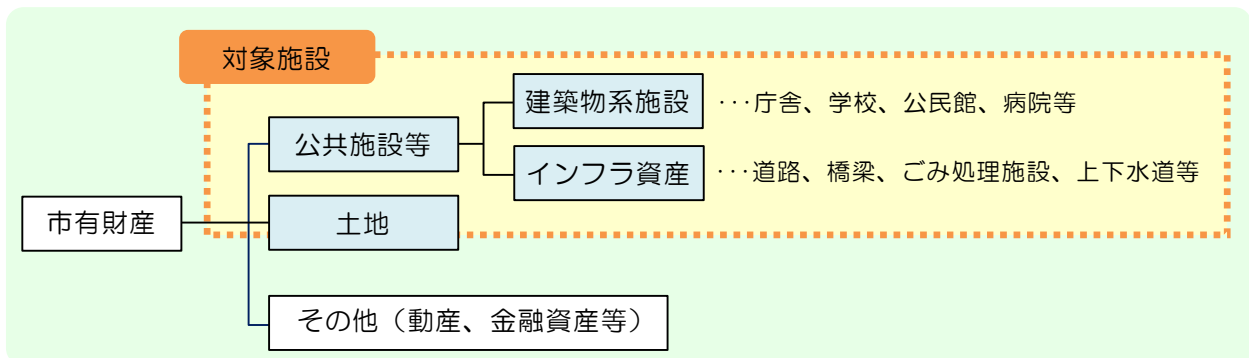 対象施設
建築物系施設 ･･･庁舎、学校、公民館、病院等
公共施設等
インフラ資産 ･･･道路、橋梁、ごみ処理施設、上下水道等
市有財産
土地
その他（動産、金融資産等）